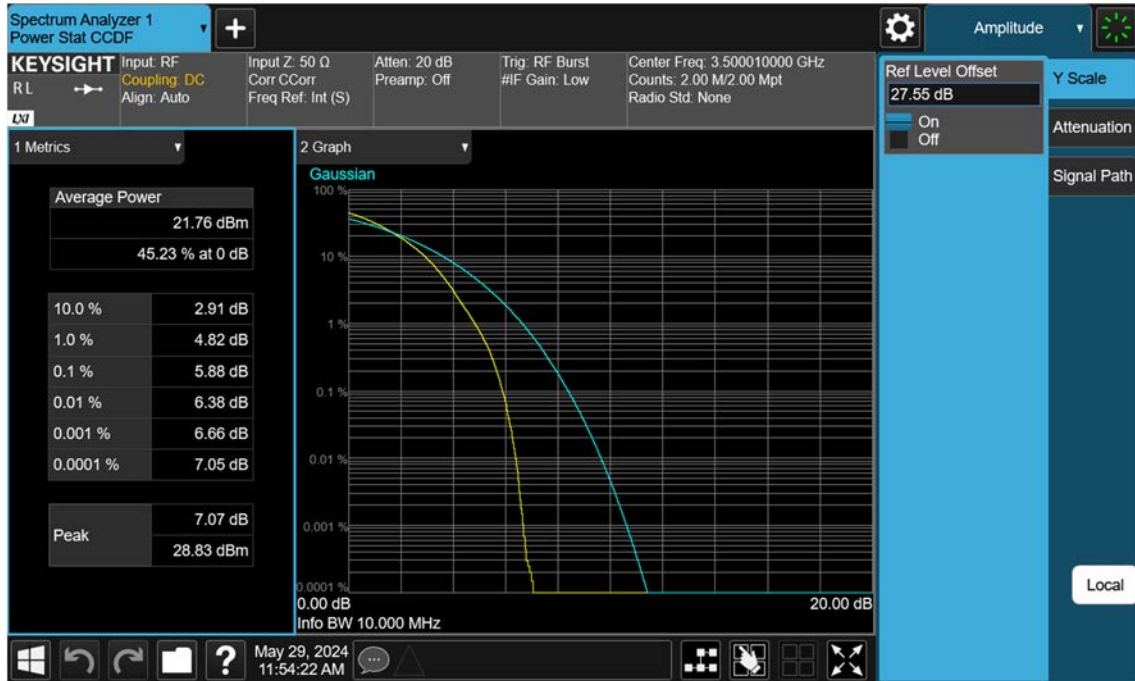 Spectrum Analyzer 1
Power Stat CCDF
Amplitude
KEYSIGHT
R L
LXI
Input: RF
Coupling: DC
Align: Auto
Input Z: 50 Ω
Corr CCorr
Freq Ref: Int (S)
Atten: 20 dB
Preamp: Off
Trig: RF Burst
#IF Gain: Low
Center Freq: 3.500010000 GHz
Counts: 2.00 M/2.00 Mpt
Radio Std: None
Ref Level Offset
27.55 dB
On
Off
Y Scale
Attenuation
Signal Path
Local
1 Metrics
Average Power
21.76 dBm
45.23 % at 0 dB
10.0 % 2.91 dB
1.0 % 4.82 dB
0.1 % 5.88 dB
0.01 % 6.38 dB
0.001 % 6.66 dB
0.0001 % 7.05 dB
Peak
7.07 dB
28.83 dBm
2 Graph
Gaussian
100 %
10 %
1 %
0.1 %
0.01 %
0.001 %
0.0001 %
0.00 dB 20.00 dB
Info BW 10.000 MHz
?
May 29, 2024
11:54:22 AM